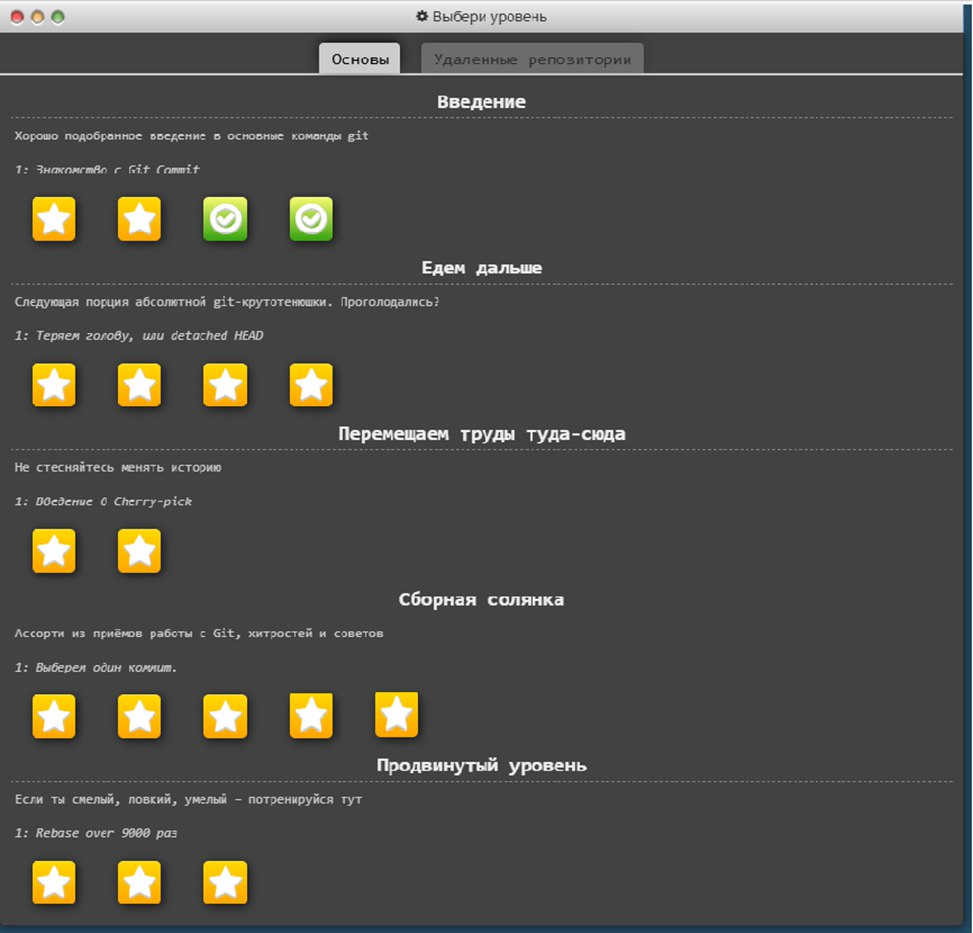 Выбери уровень
Основы
Удаленные репозитории
Введение
Хорошо подобранное введение в основные команды git
1: Знакомство с Git Commit
Едем дальше
Следующая порция абсолютной git-крутотенюшки. Проголодались?
1: Теряем голову, или detached HEAD
Перемещаем труды туда-сюда
Не стесняйтесь менять историю
1: Введение в Cherry-pick
Сборная солянка
Ассорти из приёмов работы с Git, хитростей и советов
1: Выберем один коммит.
Продвинутый уровень
Если ты смелый, ловкий, умелый – потренируйся тут
1: Rebase over 9000 раз